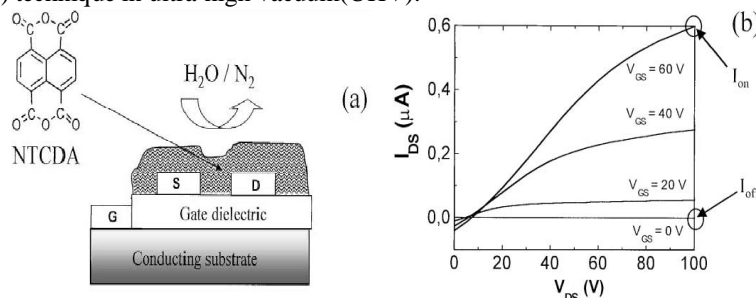 ) technique in ultra high vacuum(UHV).
O O O
O O O
NTCDA
H2O / N2
(a)
S
D
G
Gate dielectric
Conducting substrate
(b)
IDS (µA)
0,6
0,4
0,2
0,0
VGS = 60 V
VGS = 40 V
VGS = 20 V
VGS = 0 V
Ion
Iof
0 20 40 60 80 100
VDS (V)